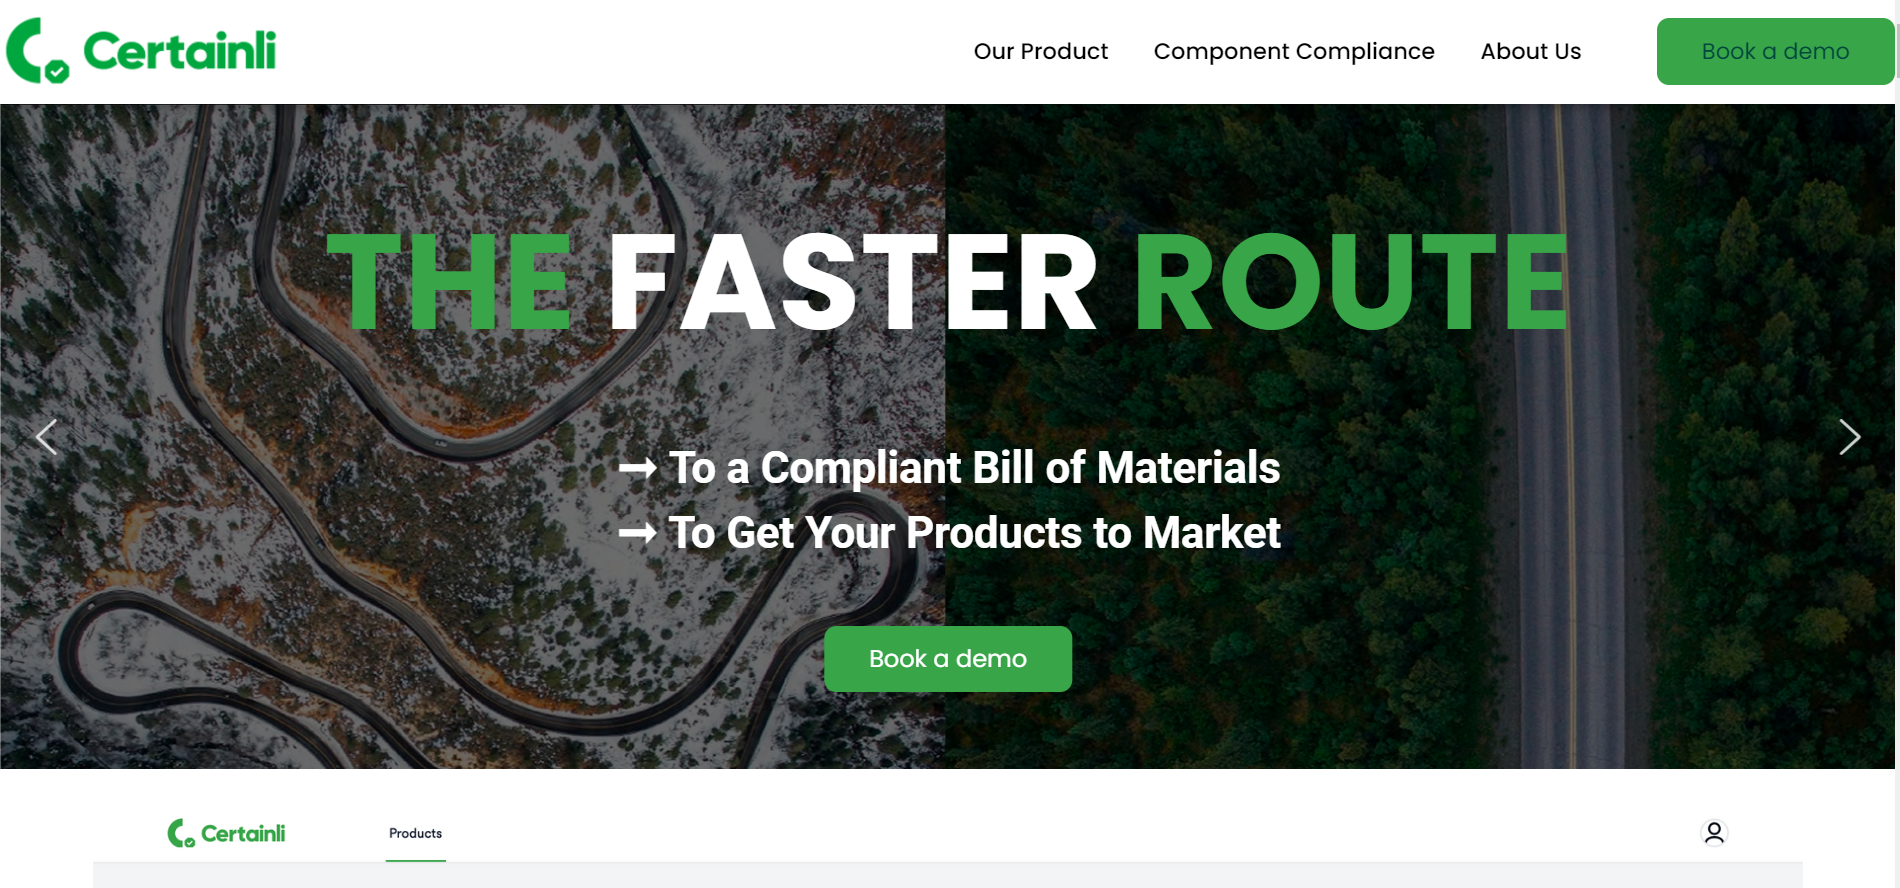 Certainli
Our Product
Component Compliance
About Us
Book a demo
THE FASTER ROUTE
→ To a Compliant Bill of Materials
→ To Get Your Products to Market
Book a demo
Certainli
Products